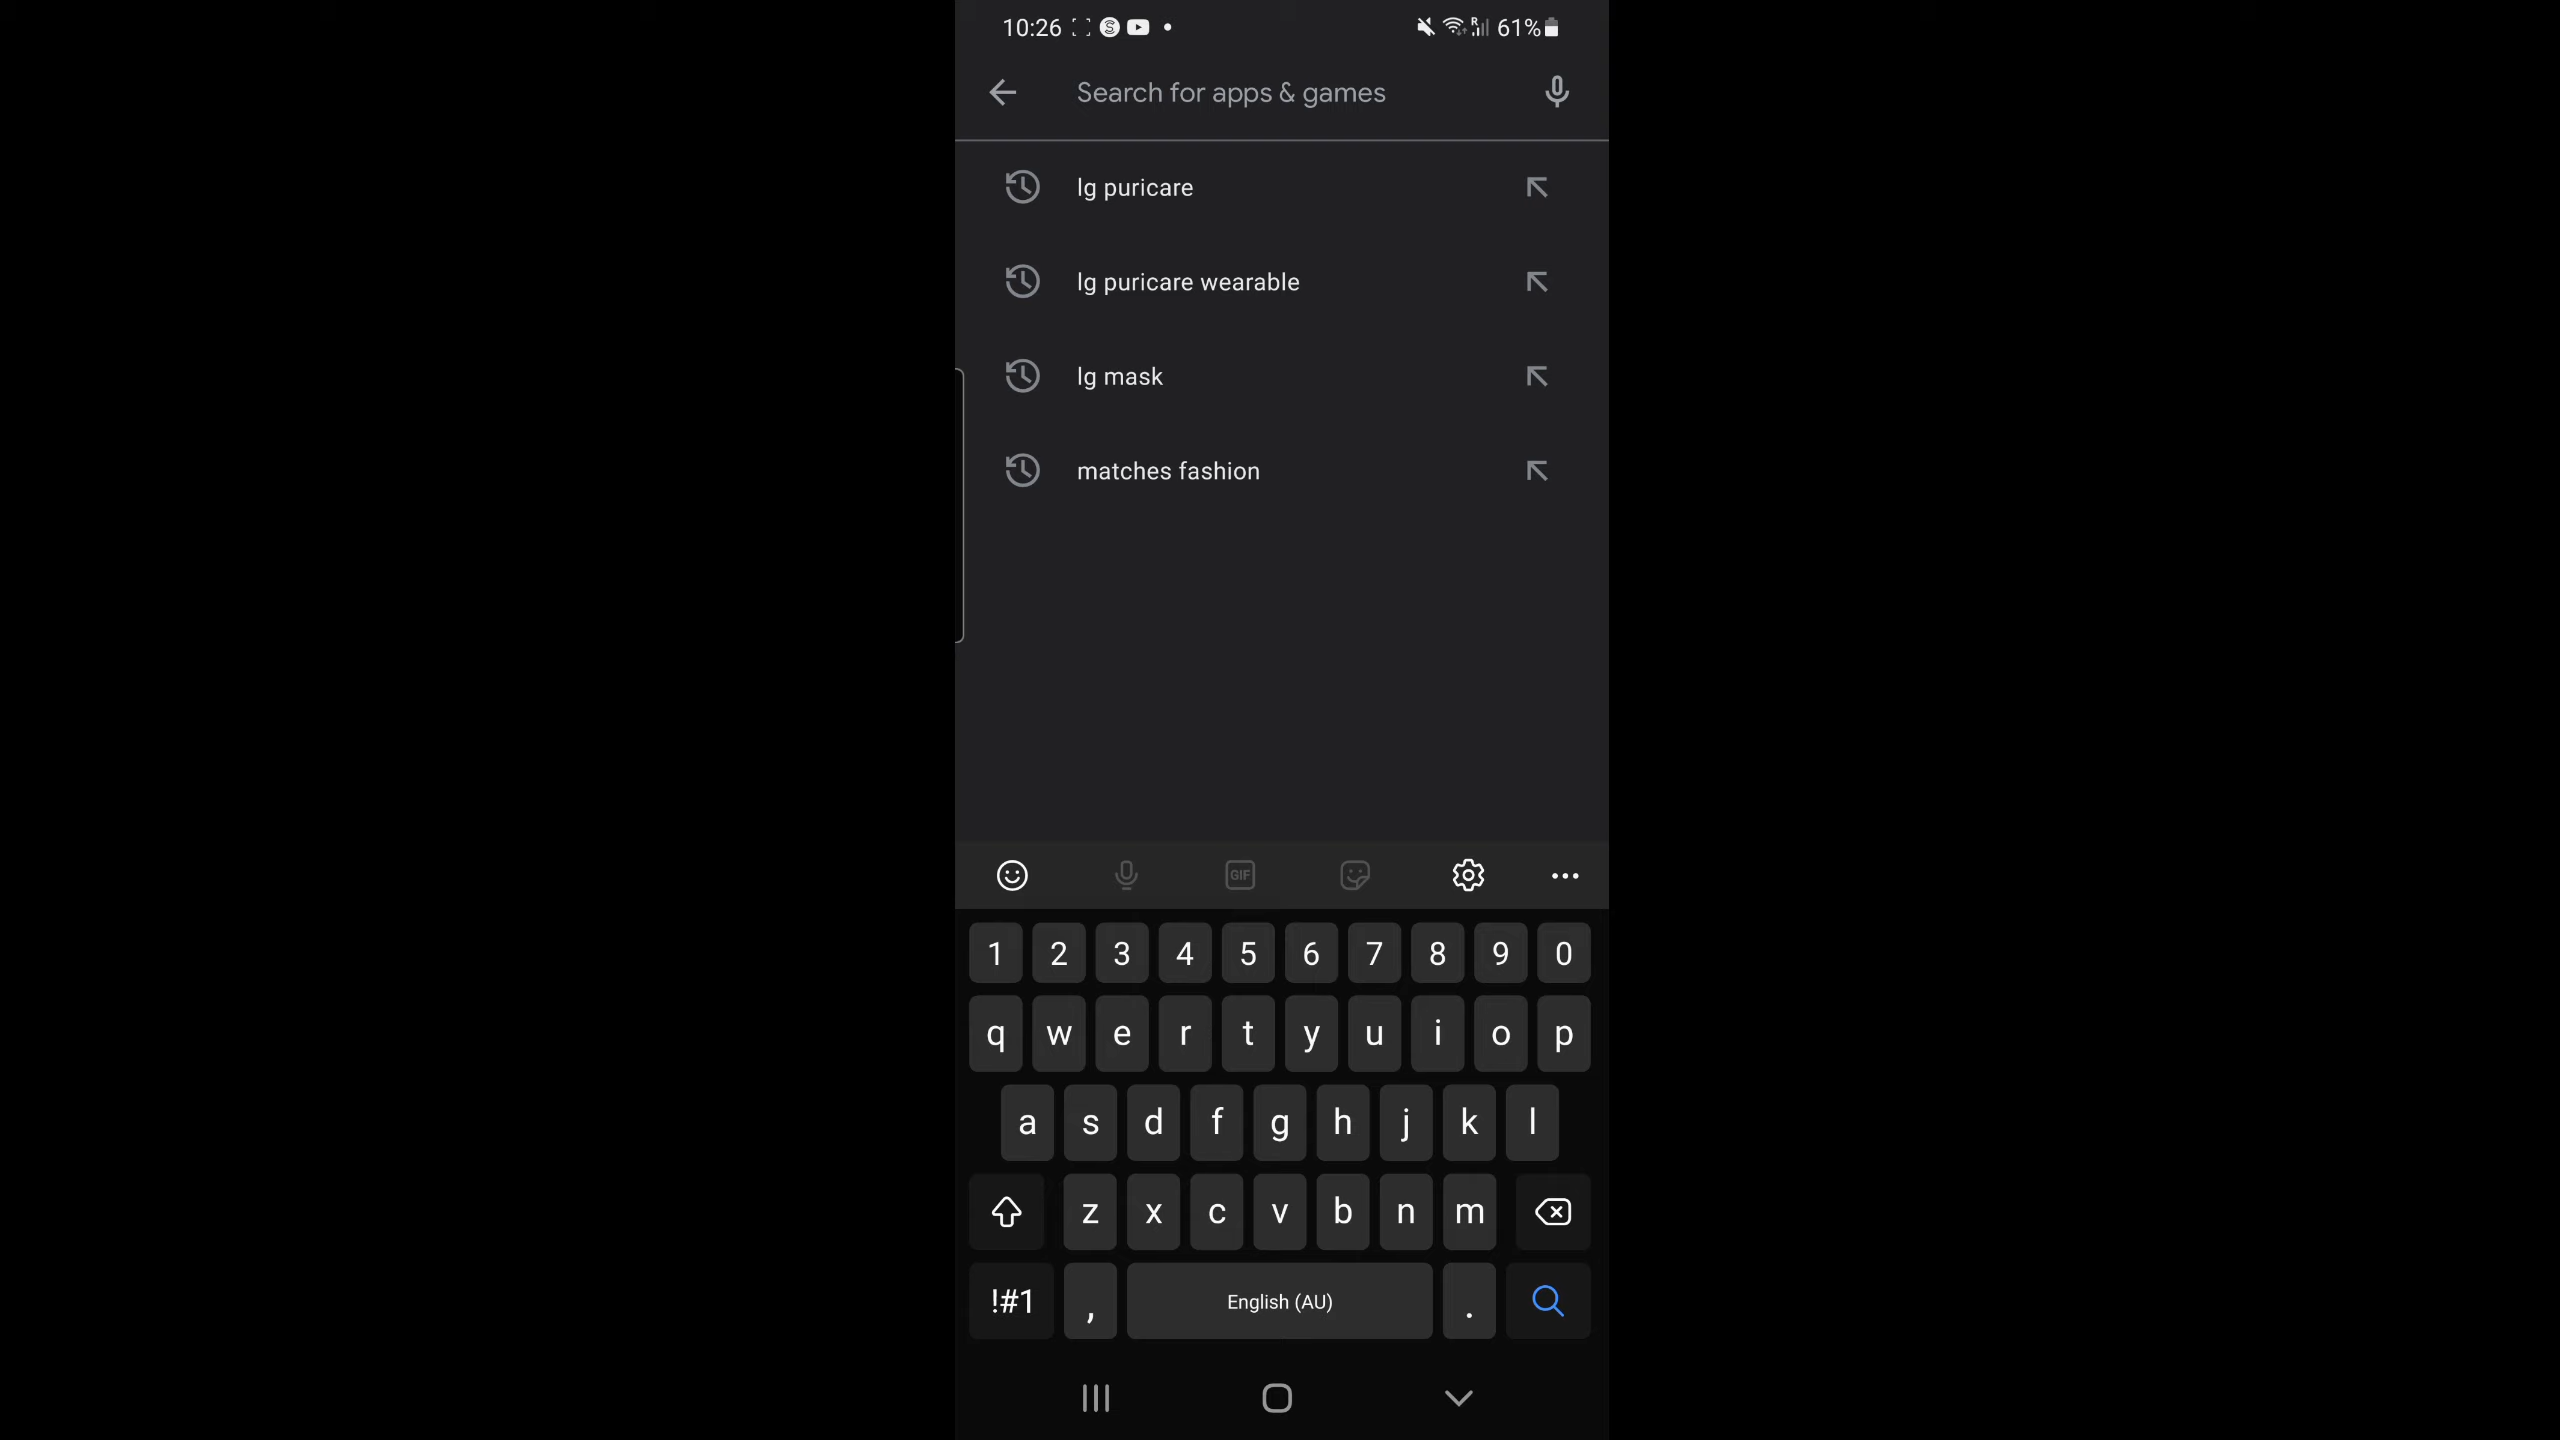 10:26 61%
Search for apps & games
lg puricare
lg puricare wearable
lg mask
matches fashion
GIF
1 2 3 4 5 6 7 8 9 0
q w e r t y u i o p
a s d f g h j k l
z x c v b n m
!#1 , English (AU) .